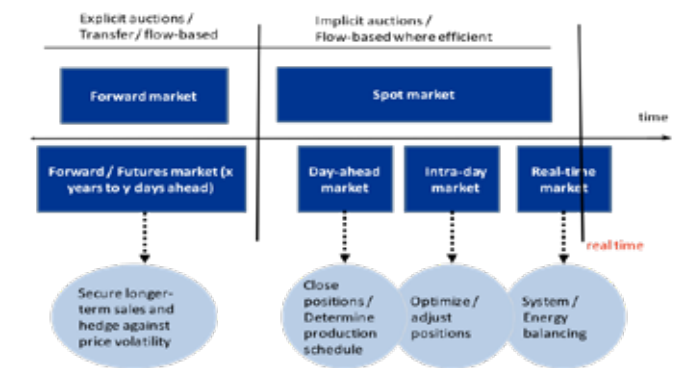 Explicit auctions /
Transfer / flow-based
Implicit auctions /
Flow-based where efficient
Forward market
Spot market
time
Forward / Futures market (x
years to y days ahead)
Day-ahead
market
Intra-day
market
Real-time
market
real time
Secure longer-
term sales and
hedge against
price volatility
Close
positions /
Determine
production
schedule
Optimize /
adjust
positions
System /
Energy
balancing